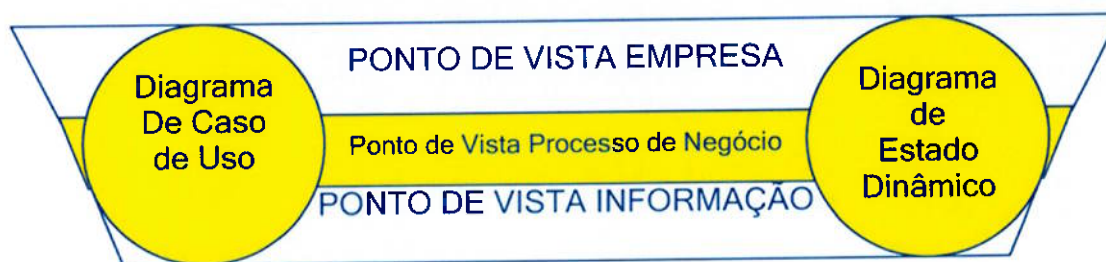 Diagrama
De Caso
de Uso
PONTO DE VISTA EMPRESA
Ponto de Vista Processo de Negócio
PONTO DE VISTA INFORMAÇÃO
Diagrama
de
Estado
Dinâmico